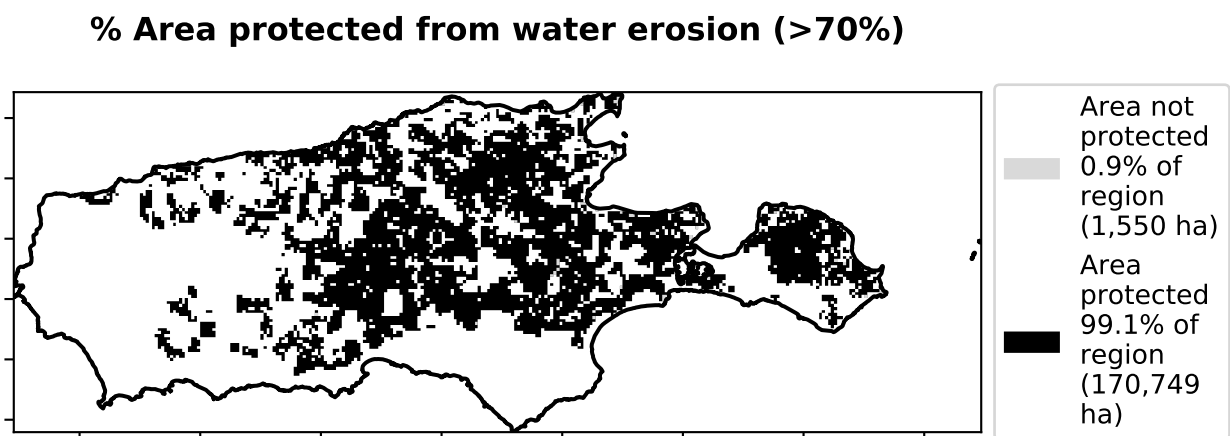 % Area protected from water erosion (>70%)
Area not
protected
0.9% of
region
(1,550 ha)
Area
protected
99.1% of
region
(170,749
ha)